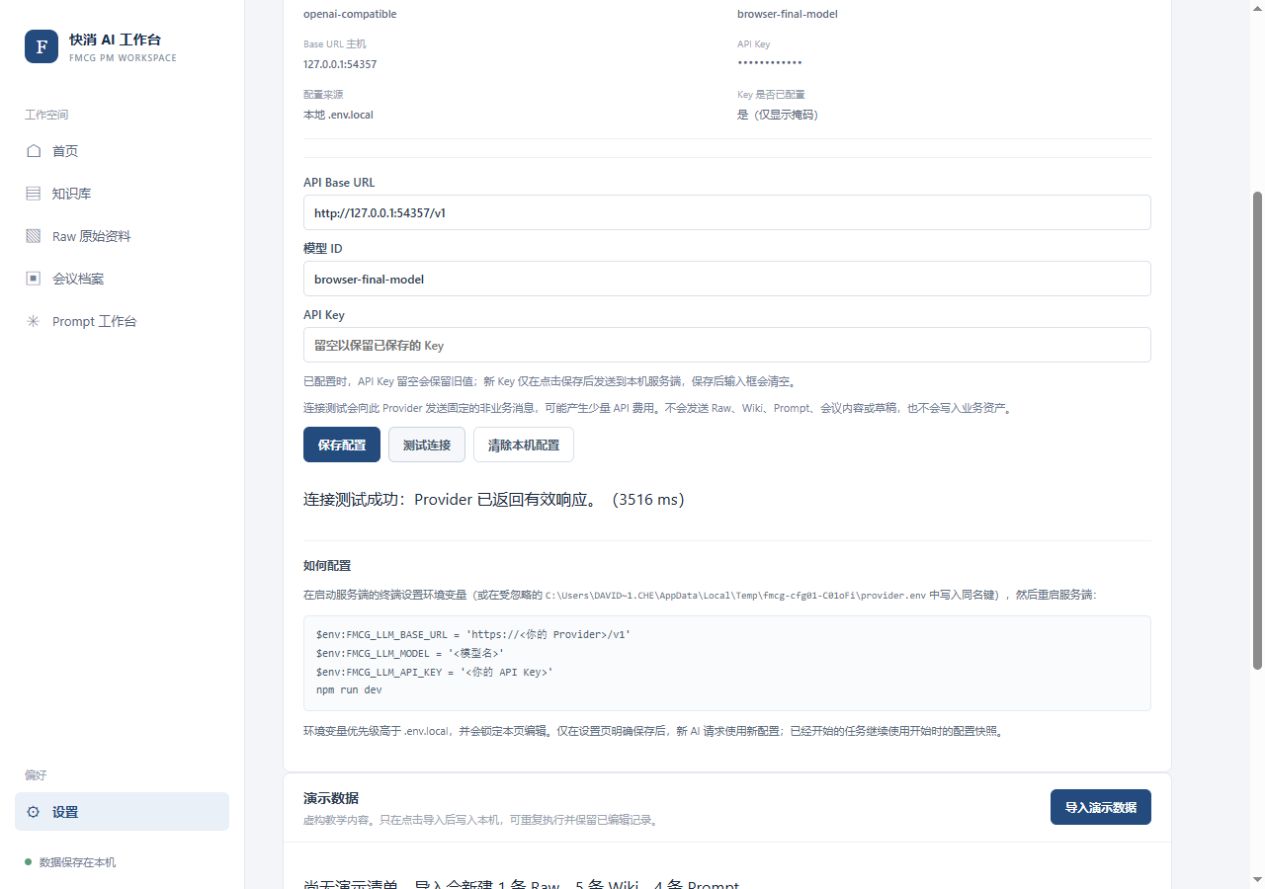 F
快消 AI 工作台
FMCG PM WORKSPACE
工作空间
首页
知识库
Raw 原始资料
会议档案
Prompt 工作台
偏好
设置
数据保存在本机
openai-compatible
browser-final-model
Base URL 主机
API Key
127.0.0.1:54357
••••••••••••
配置来源
Key 是否已配置
本地 .env.local
是（仅显示掩码）
API Base URL
http://127.0.0.1:54357/v1
模型 ID
browser-final-model
API Key
留空以保留已保存的 Key
已配置时，API Key 留空会保留旧值；新 Key 仅在点击保存后发送到本机服务端，保存后输入框会清空。
连接测试会向此 Provider 发送固定的非业务消息，可能产生少量 API 费用。不会发送 Raw、Wiki、Prompt、会议内容或草稿，也不会写入业务资产。
保存配置
测试连接
清除本机配置
连接测试成功：Provider 已返回有效响应。（3516 ms）
如何配置
在启动服务端的终端设置环境变量（或在受忽略的 C:\Users\DAVID~1.CHE\AppData\Local\Temp\fmcg-cfg01-C01oFi\provider.env 中写入同名键），然后重启服务端：
$env:FMCG_LLM_BASE_URL = 'https://<你的 Provider>/v1'
$env:FMCG_LLM_MODEL = '<模型名>'
$env:FMCG_LLM_API_KEY = '<你的 API Key>'
npm run dev
环境变量优先级高于 .env.local，并会锁定本页编辑。仅在设置页明确保存后，新 AI 请求使用新配置；已经开始的任务继续使用开始时的配置快照。
演示数据
虚构教学内容。只在点击导入后写入本机，可重复执行并保留已编辑记录。
导入演示数据
尚无演示清单。导入会新建 1 条 Raw、5 条 Wiki、4 条 Prompt